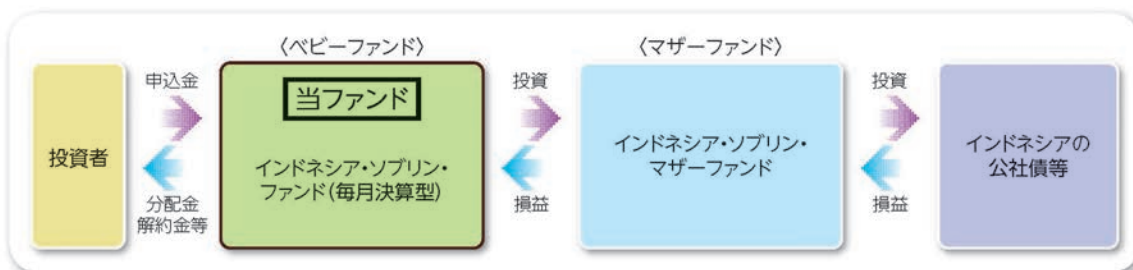 投資者
申込金
分配金
解約金等
〈ベビーファンド〉
当ファンド
インドネシア・ソブリン・
ファンド(毎月決算型)
投資
損益
〈マザーファンド〉
インドネシア・ソブリン・
マザーファンド
投資
損益
インドネシアの
公社債等